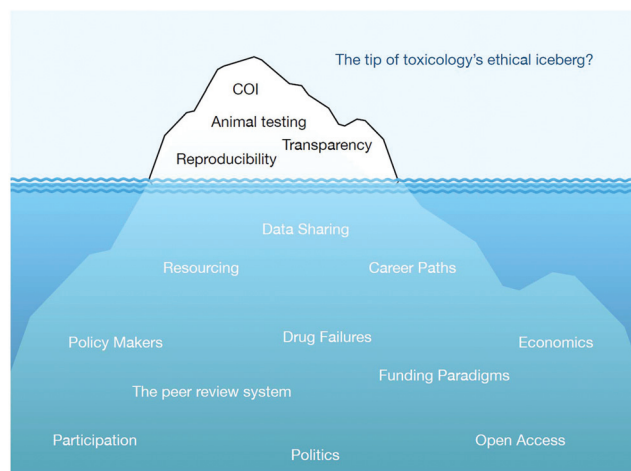 The tip of toxicology's ethical iceberg?
COI
Animal testing
Transparency
Reproducibility
Data Sharing
Resourcing
Career Paths
Policy Makers
Drug Failures
Economics
Funding Paradigms
The peer review system
Participation
Open Access
Politics